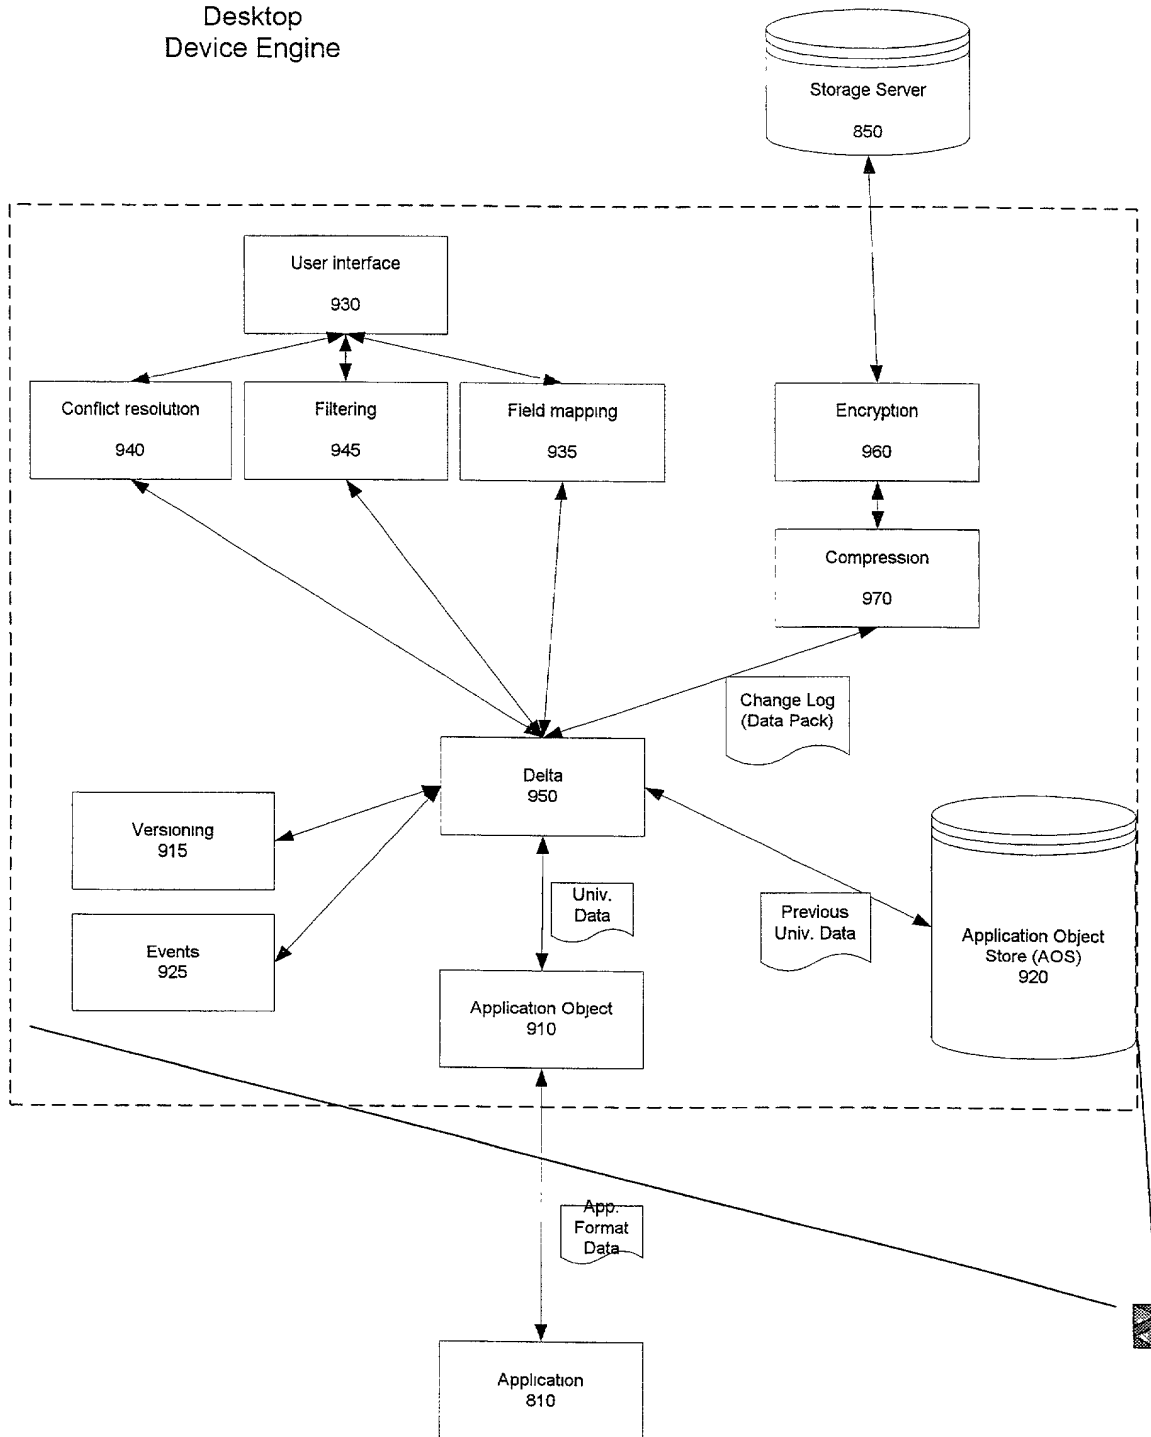 Desktop
Device Engine
Storage Server
850
User interface
930
Conflict resolution
940
Filtering
945
Field mapping
935
Encryption
960
Compression
970
Change Log
(Data Pack)
Delta
950
Versioning
915
Events
925
Univ.
Data
Previous
Univ. Data
Application Object
Store (AOS)
920
Application Object
910
App.
Format
Data
Application
810